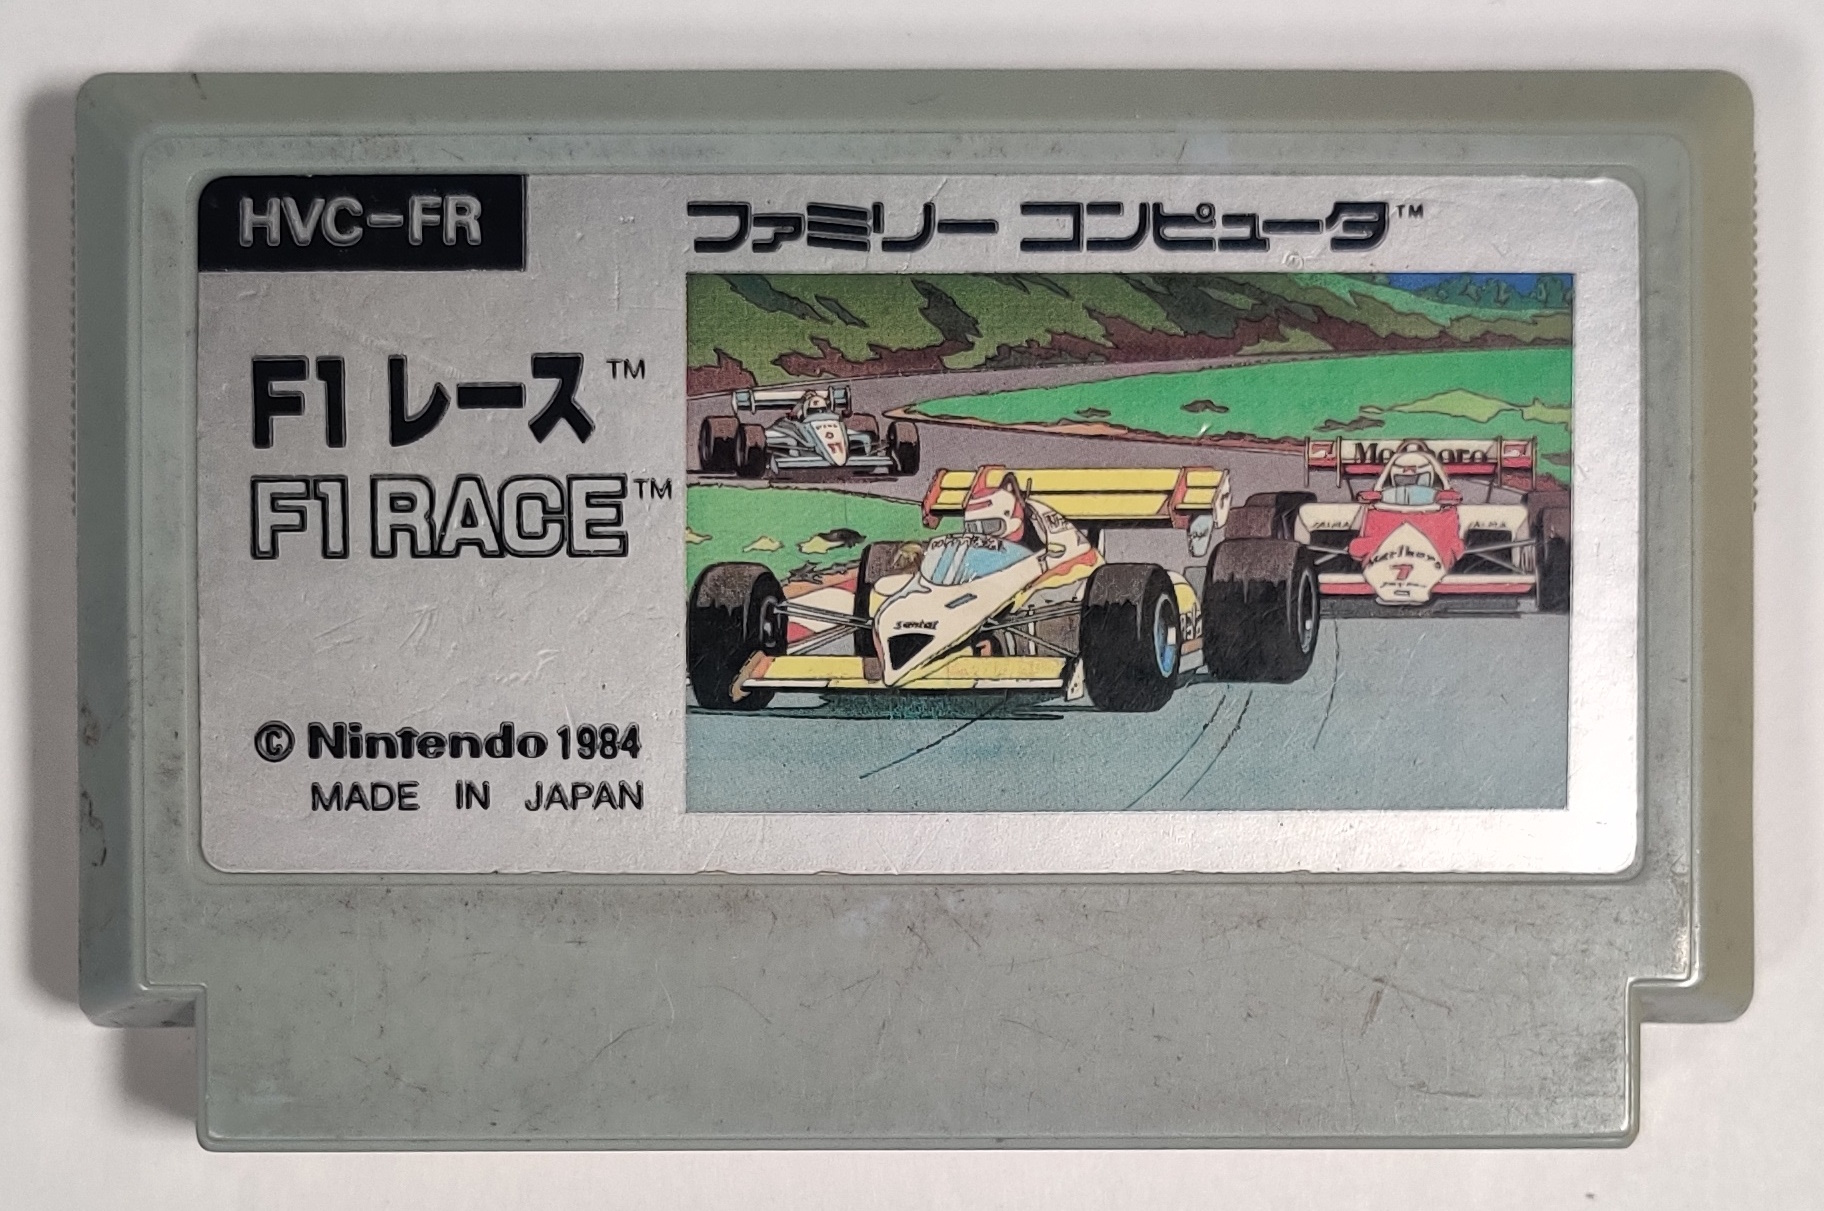 HVC-FR
ファミリー コンピュータ™
F1 レース™
F1 RACE™
© Nintendo 1984
MADE IN JAPAN
Marlboro
Marlboro
7